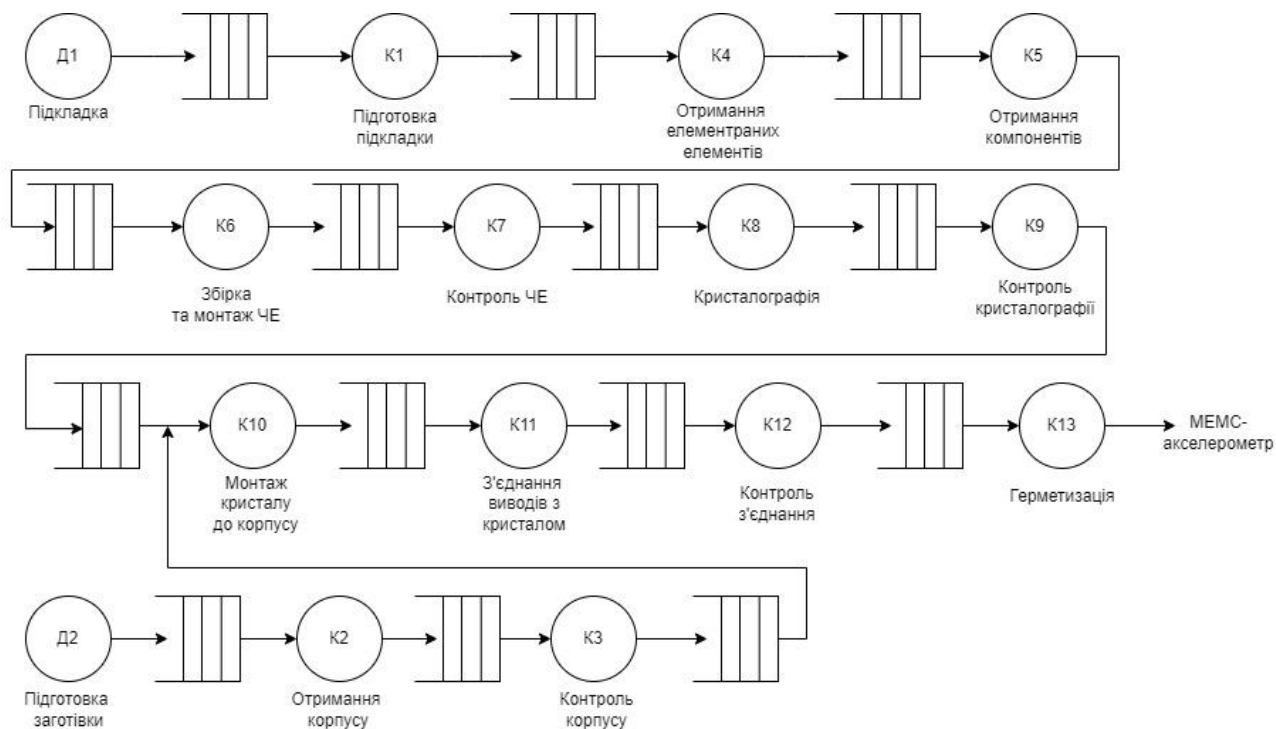 Д1
К1
К4
К5
Підкладка
Підготовка
підкладки
Отримання
елементраних
елементів
Отримання
компонентів
К6
К7
К8
К9
Збірка
та монтаж ЧЕ
Контроль ЧЕ
Кристалографія
Контроль
кристалографії
К10
К11
К12
К13
МЕМС-
акселерометр
Монтаж
кристалу
до корпусу
З'єднання
виводів з
кристалом
Контроль
з'єднання
Герметизація
Д2
К2
К3
Підготовка
заготівки
Отримання
корпусу
Контроль
корпусу